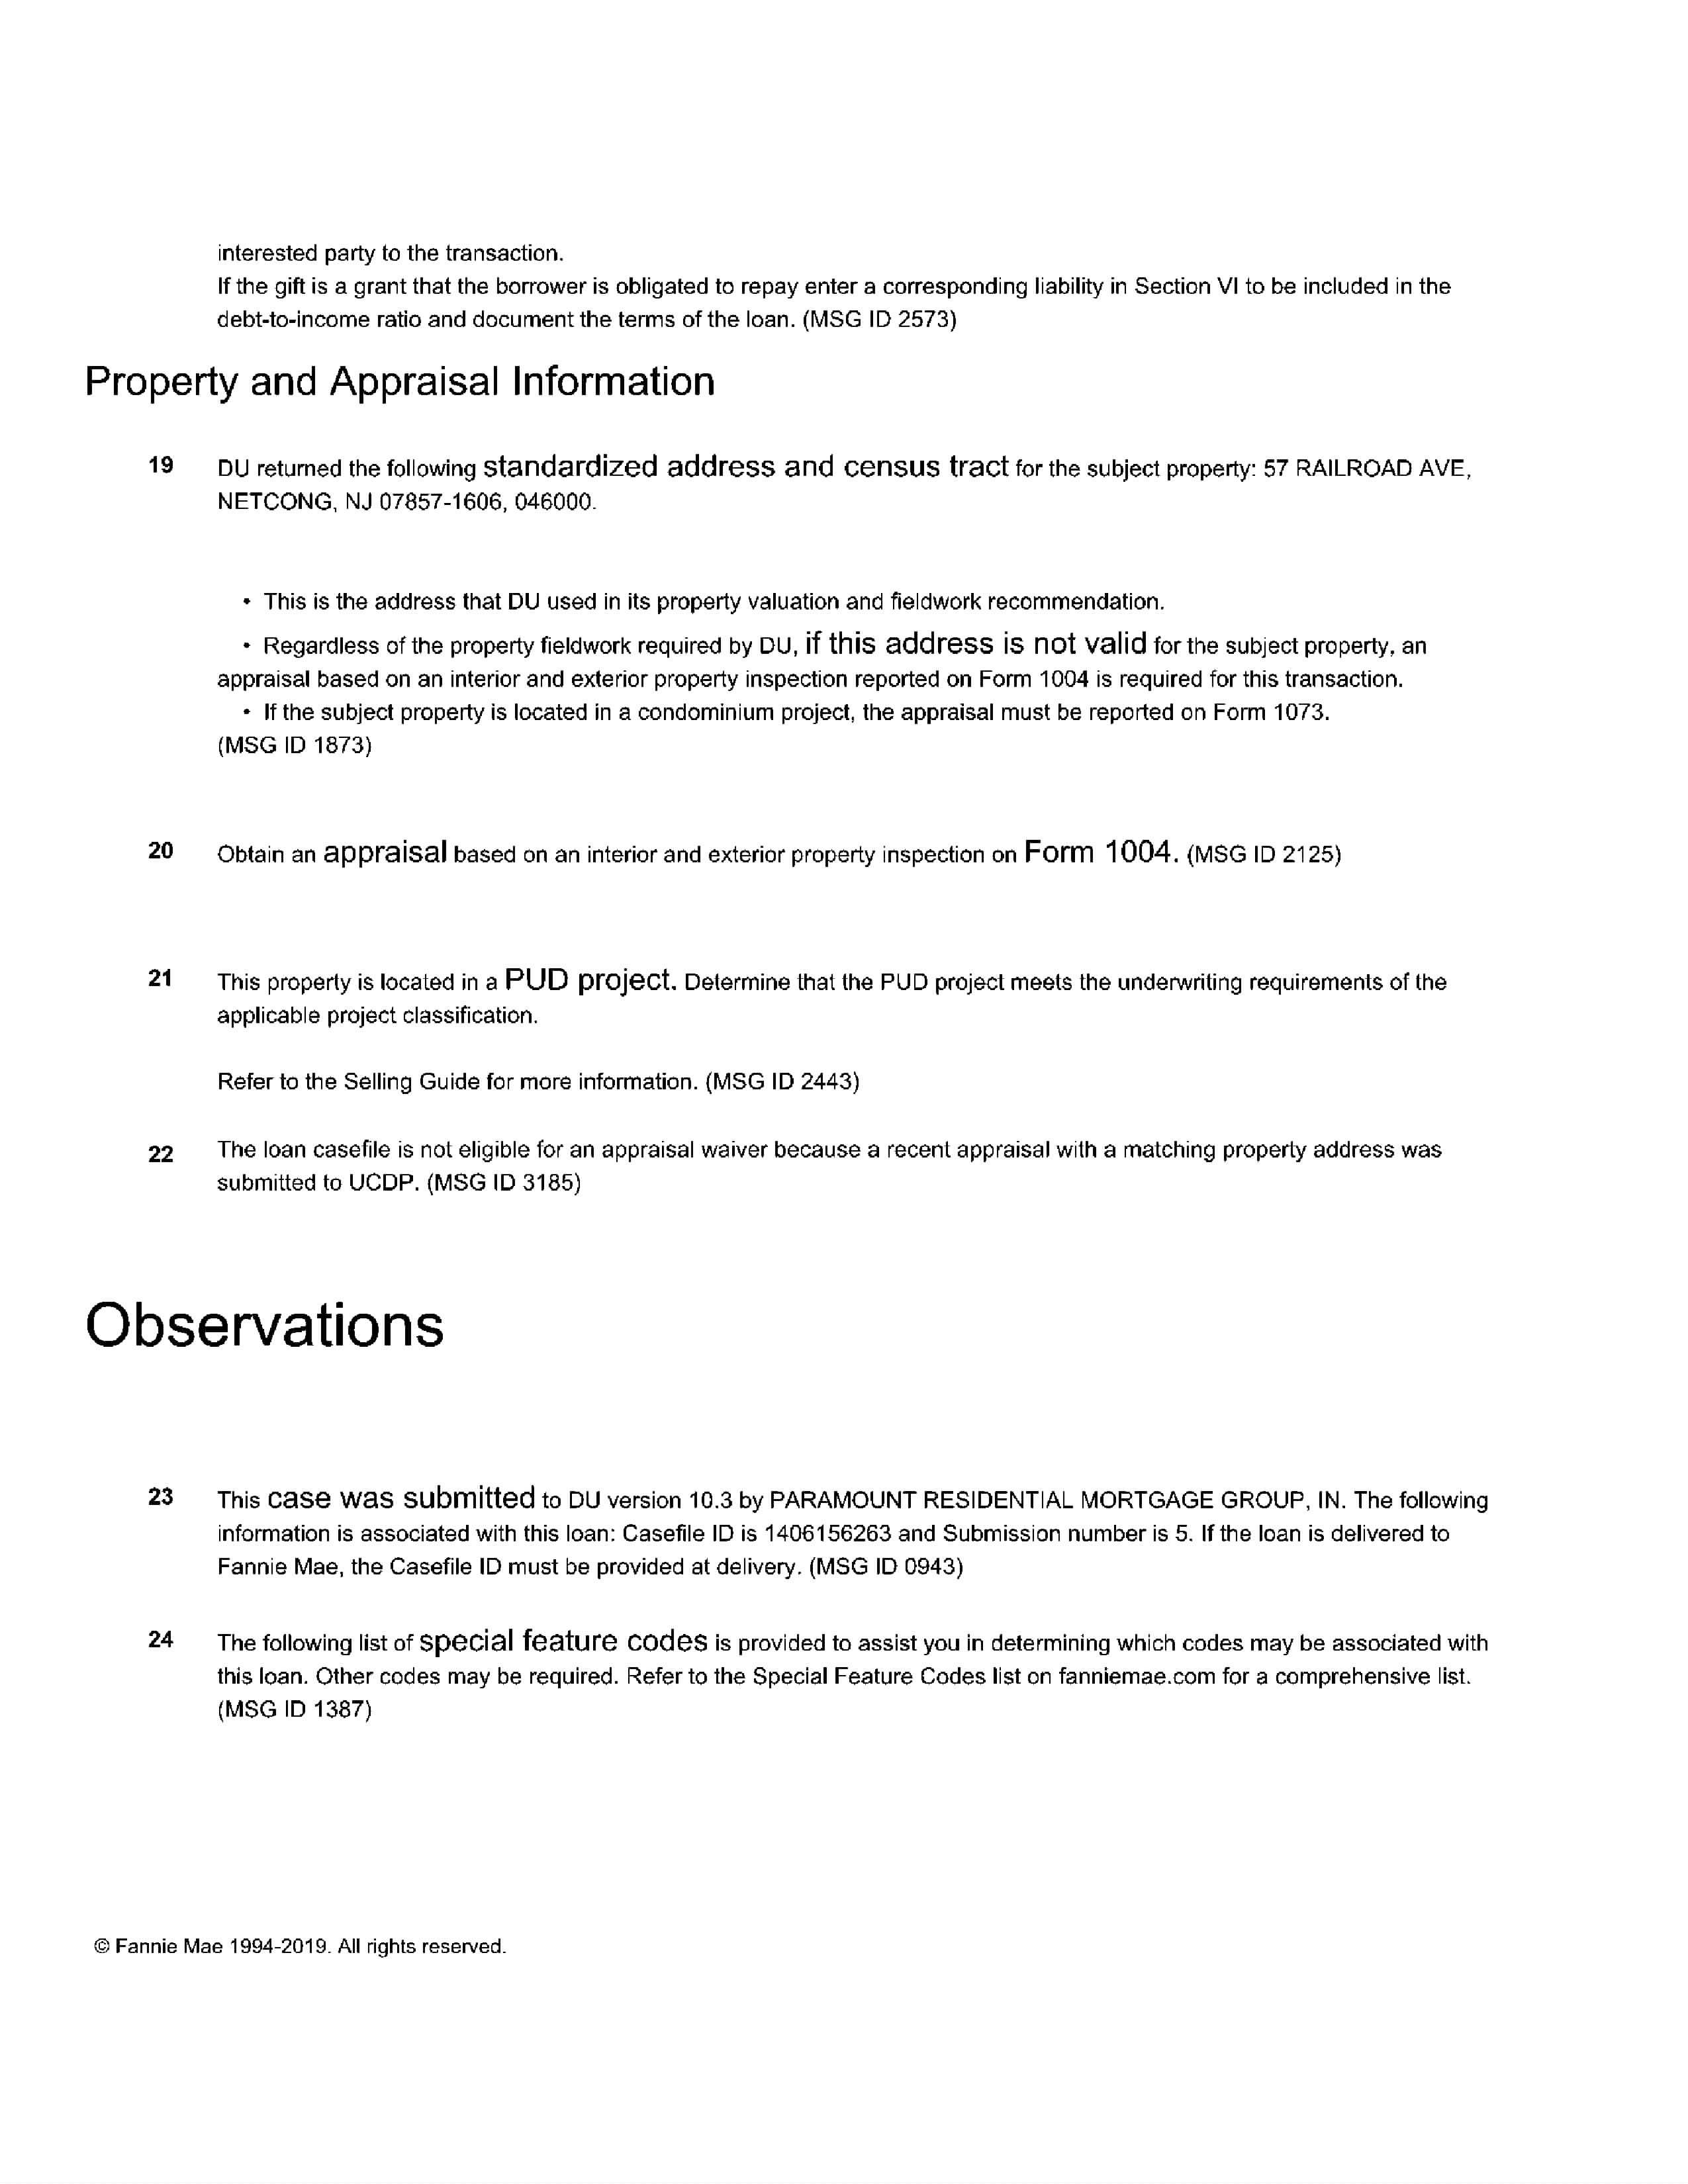 interested party to the transaction.
If the gift is a grant that the borrower is obligated to repay enter a corresponding liability in Section VI to be included in the
debt-to-income ratio and document the terms of the loan. (MSG ID 2573)
Property and Appraisal Information
19 DU returned the following standardized address and census tract for the subject property: 57 RAILROAD AVE,
NETCONG, NJ 07857-1606, 046000.
• This is the address that DU used in its property valuation and fieldwork recommendation.
• Regardless of the property fieldwork required by DU, if this address is not valid for the subject property, an
appraisal based on an interior and exterior property inspection reported on Form 1004 is required for this transaction.
• If the subject property is located in a condominium project, the appraisal must be reported on Form 1073.
(MSG ID 1873)
20 Obtain an appraisal based on an interior and exterior property inspection on Form 1004. (MSG ID 2125)
21 This property is located in a PUD project. Determine that the PUD project meets the underwriting requirements of the
applicable project classification.
Refer to the Selling Guide for more information. (MSG ID 2443)
22 The loan casefile is not eligible for an appraisal waiver because a recent appraisal with a matching property address was
submitted to UCDP. (MSG ID 3185)
Observations
23 This case was submitted to DU version 10.3 by PARAMOUNT RESIDENTIAL MORTGAGE GROUP, IN. The following
information is associated with this loan: Casefile ID is 1406156263 and Submission number is 5. If the loan is delivered to
Fannie Mae, the Casefile ID must be provided at delivery. (MSG ID 0943)
24 The following list of special feature codes is provided to assist you in determining which codes may be associated with
this loan. Other codes may be required. Refer to the Special Feature Codes list on fanniemae.com for a comprehensive list.
(MSG ID 1387)
© Fannie Mae 1994-2019. All rights reserved.